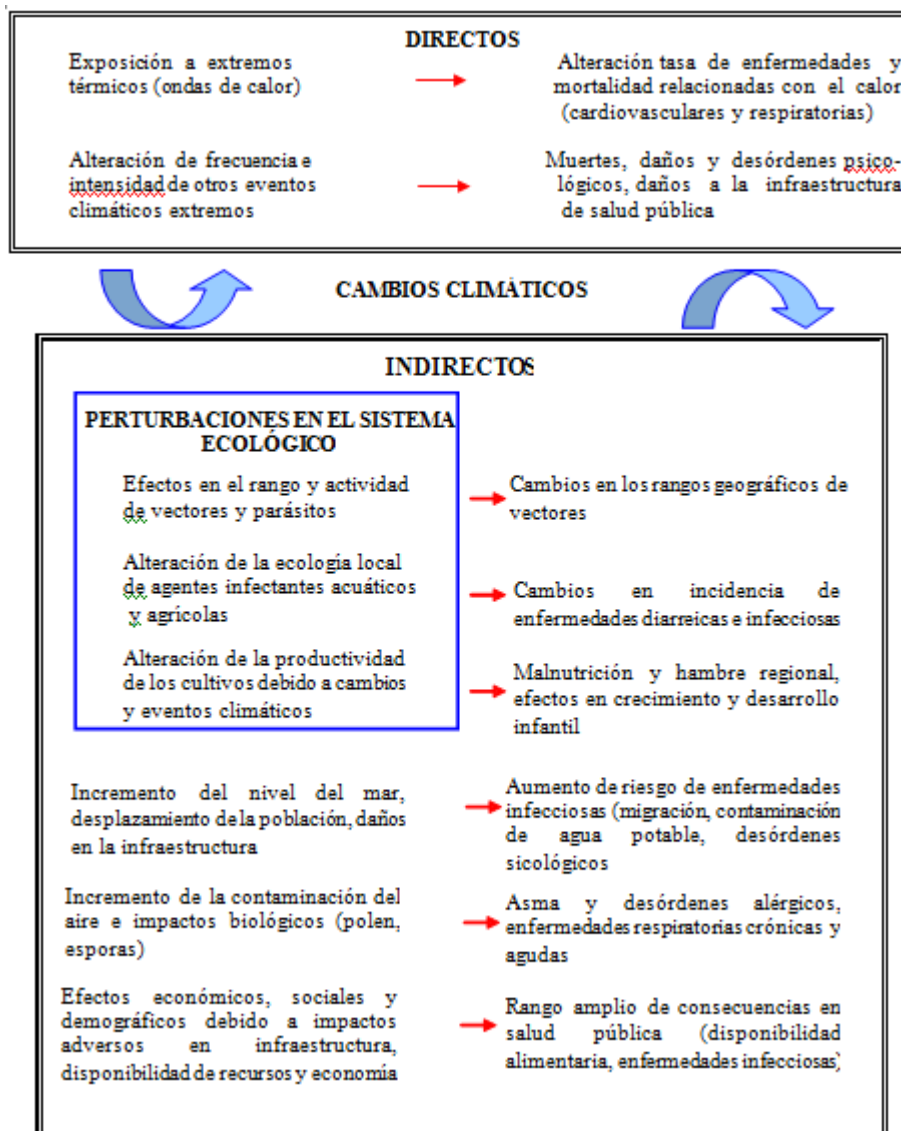 DIRECTOS
Exposición a extremos
térmicos (ondas de calor)
Alteración tasa de enfermedades y
mortalidad relacionadas con el calor
(cardiovasculares y respiratorias)
Alteración de frecuencia e
intensidad de otros eventos
climáticos extremos
Muertes, daños y desórdenes psico-
lógicos, daños a la infraestructura
de salud pública
CAMBIOS CLIMÁTICOS
INDIRECTOS
PERTURBACIONES EN EL SISTEMA
ECOLÓGICO
Efectos en el rango y actividad
de vectores y parásitos
Cambios en los rangos geográficos de
vectores
Alteración de la ecología local
de agentes infectantes acuáticos
y agrícolas
Cambios en incidencia de
enfermedades diarreicas e infecciosas
Alteración de la productividad
de los cultivos debido a cambios
y eventos climáticos
Malnutrición y hambre regional,
efectos en crecimiento y desarrollo
infantil
Incremento del nivel del mar,
desplazamiento de la población, daños
en la infraestructura
Aumento de riesgo de enfermedades
infecciosas (migración, contaminación
de agua potable, desórdenes
sicológicos
Incremento de la contaminación del
aire e impactos biológicos (polen,
esporas)
Asma y desórdenes alérgicos,
enfermedades respiratorias crónicas y
agudas
Efectos económicos, sociales y
demográficos debido a impactos
adversos en infraestructura,
disponibilidad de recursos y economía
Rango amplio de consecuencias en
salud pública (disponibilidad
alimentaria, enfermedades infecciosas)